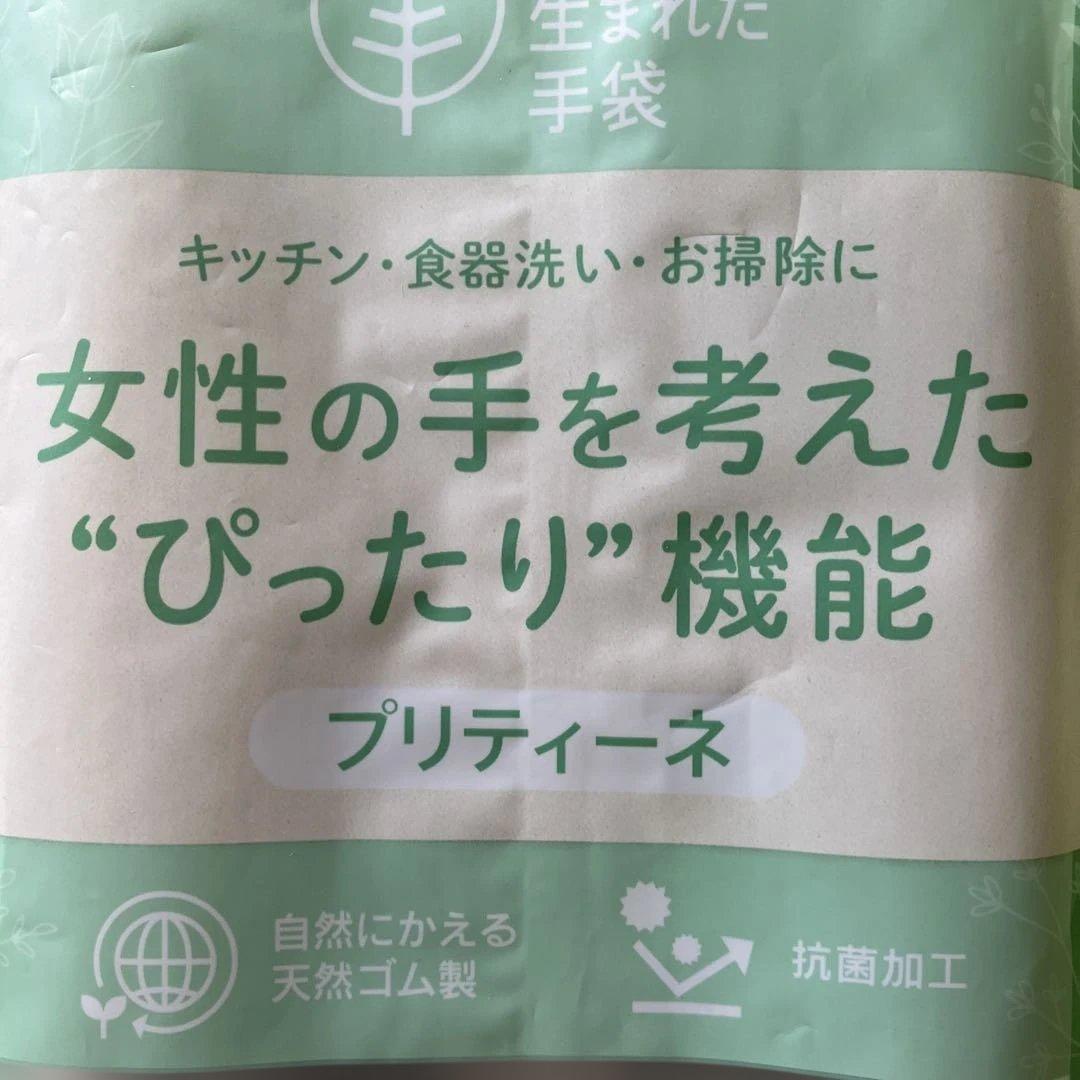 生まれた
手袋
キッチン・食器洗い・お掃除に
女性の手を考えた
“ぴったり”機能
プリティーネ
自然にかえる
天然ゴム製
抗菌加工